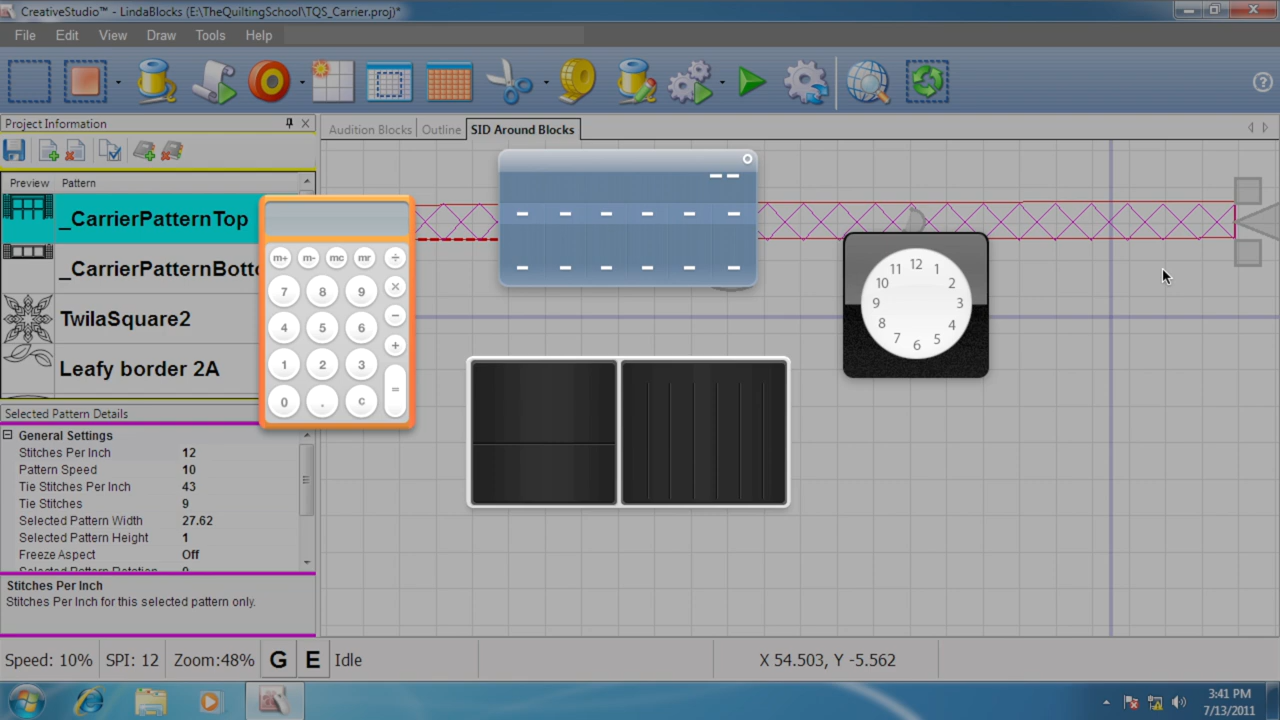 CreativeStudio™ - LindaBlocks (E:\TheQuiltingSchool\TQS_Carrier.proj)*
File Edit View Draw Tools Help
Project Information
Audition Blocks Outline SID Around Blocks
Preview Pattern
_CarrierPatternTop
_CarrierPatternBotto
TwilaSquare2
Leafy border 2A
m+ m- mc mr ÷
7 8 9 ×
4 5 6 −
+
1 2 3
0 . c =
12
11 1
10 2
9 3
8 4
7 5
6
Selected Pattern Details
General Settings
Stitches Per Inch 12
Pattern Speed 10
Tie Stitches Per Inch 43
Tie Stitches 9
Selected Pattern Width 27.62
Selected Pattern Height 1
Freeze Aspect Off
Selected Pattern Rotation 0
Stitches Per Inch
Stitches Per Inch for this selected pattern only.
Speed: 10% SPI: 12 Zoom:48% G E Idle X 54.503, Y -5.562
3:41 PM
7/13/2011